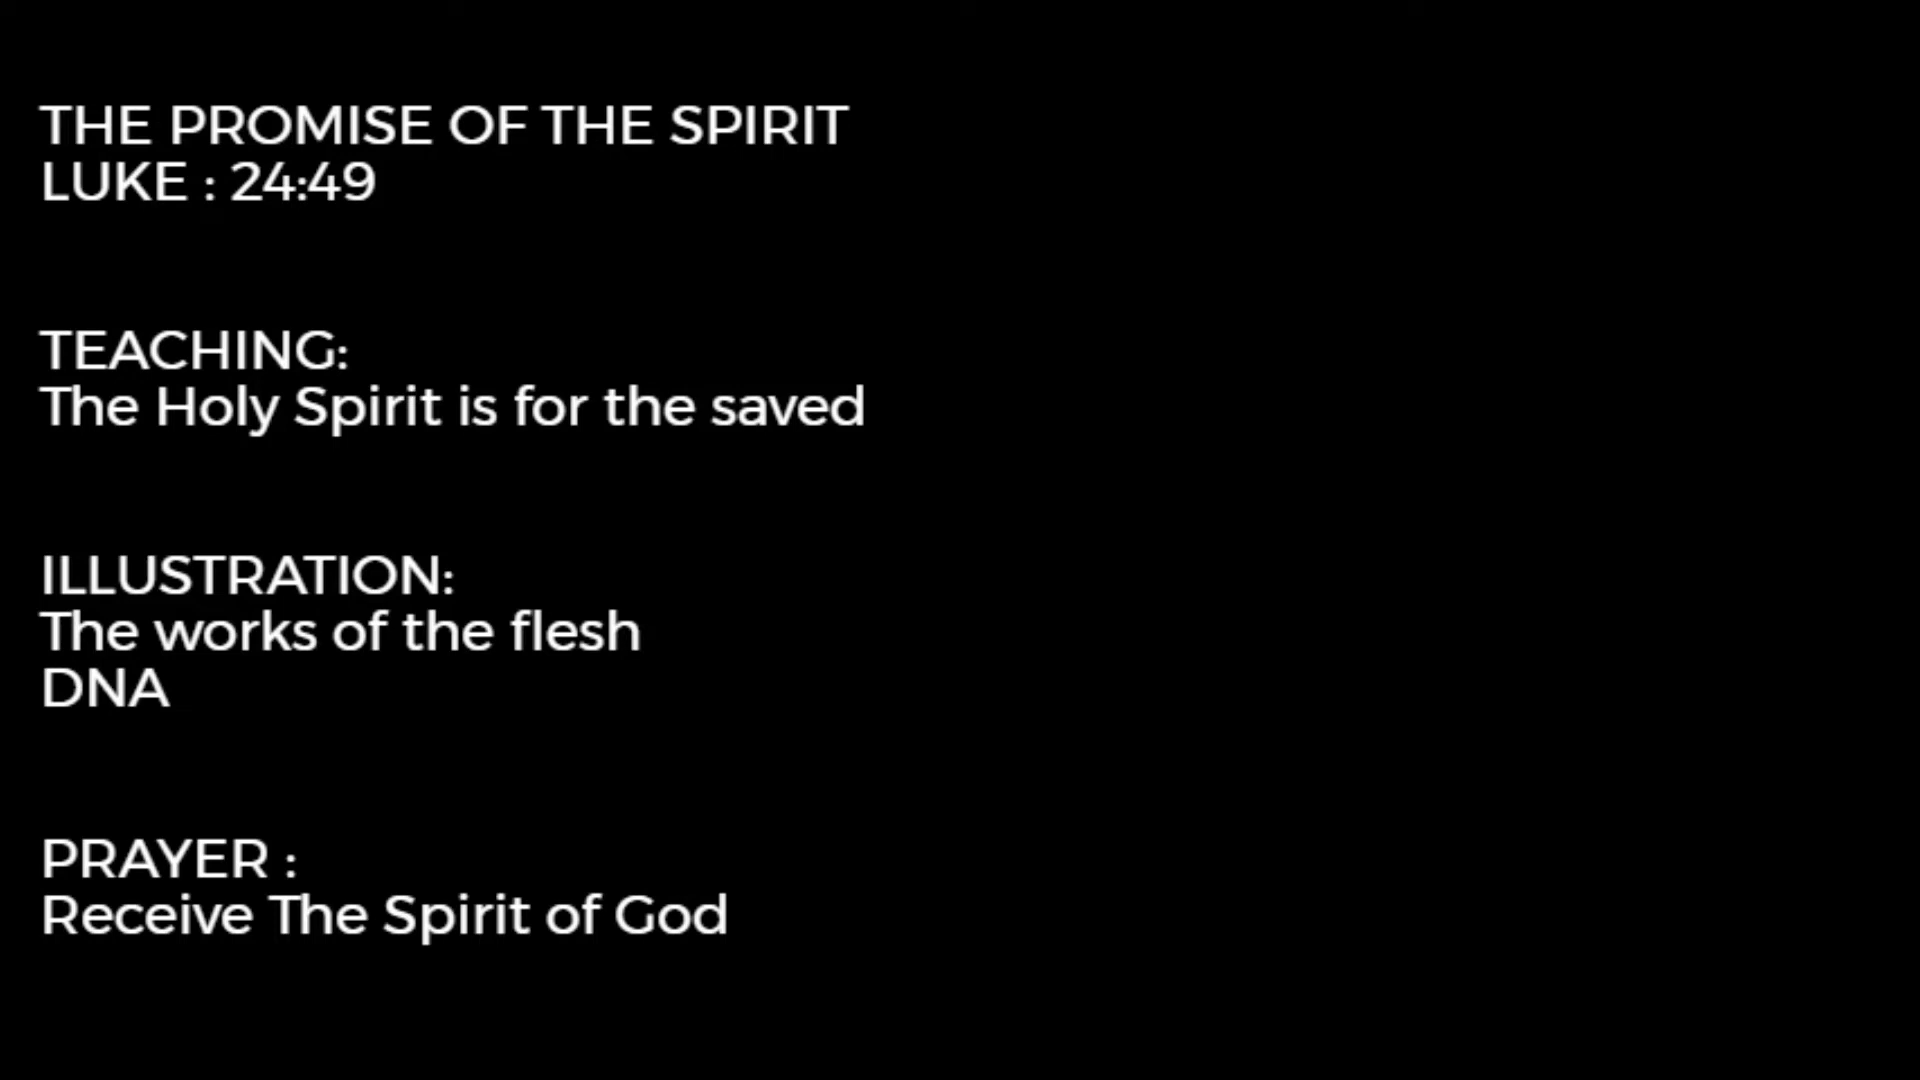 THE PROMISE OF THE SPIRIT
LUKE : 24:49
TEACHING:
The Holy Spirit is for the saved
ILLUSTRATION:
The works of the flesh
DNA
PRAYER :
Receive The Spirit of God